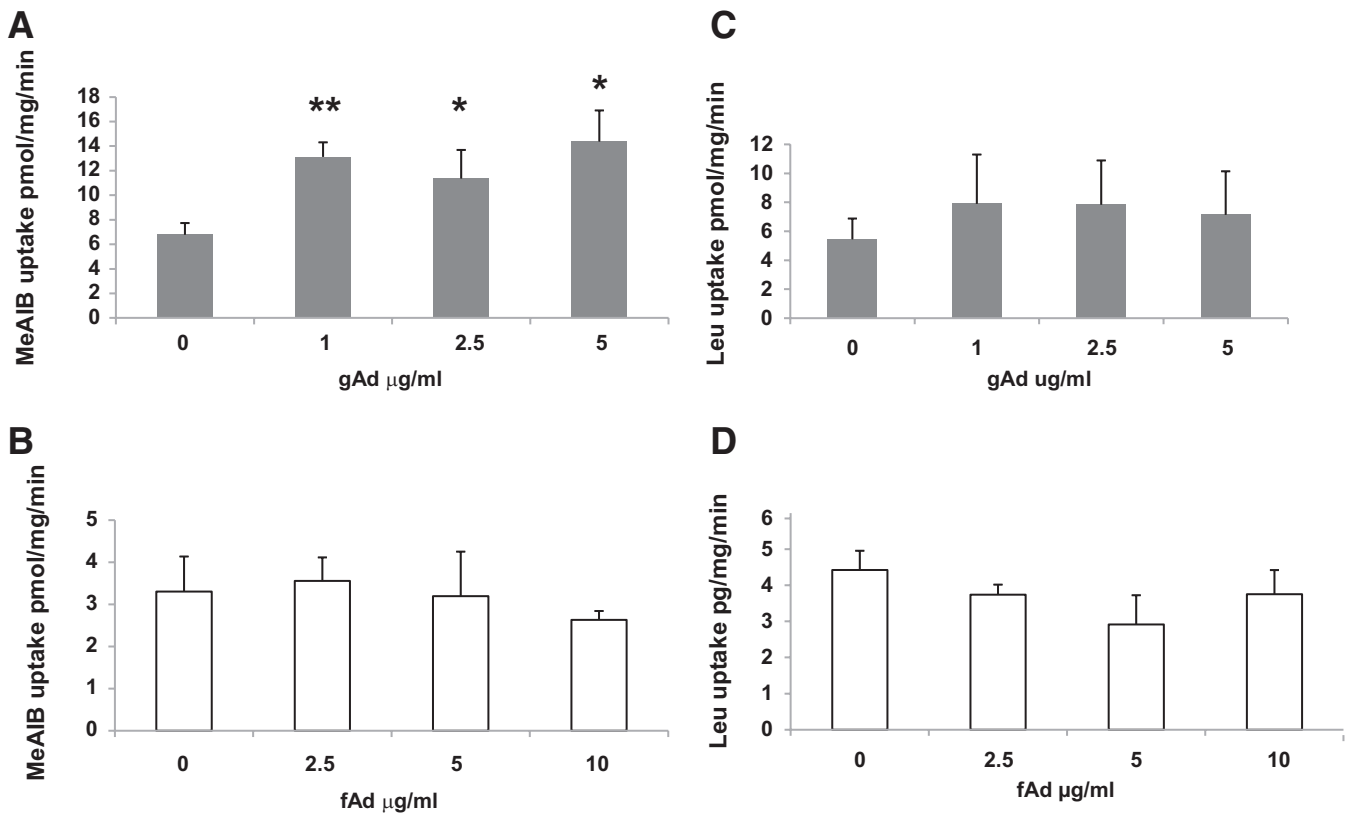 A
MeAIB uptake pmol/mg/min
18
16
14
12
10
8
6
4
2
0
**
*
*
0 1 2.5 5
gAd μg/ml
B
MeAIB uptake pmol/mg/min
5
4
3
2
1
0
0 2.5 5 10
fAd μg/ml
C
Leu uptake pmol/mg/min
12
10
8
6
4
2
0
0 1 2.5 5
gAd ug/ml
D
Leu uptake pg/mg/min
6
5
4
3
2
1
0
0 2.5 5 10
fAd µg/ml